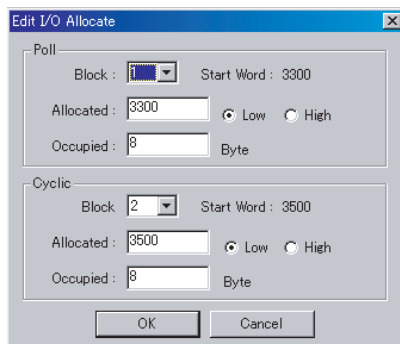 Edit I/O Allocate
Poll
Block : 1 Start Word : 3300
Allocated : 3300 Low High
Occupied : 8 Byte
Cyclic
Block 2 Start Word : 3500
Allocated : 3500 Low High
Occupied : 8 Byte
OK Cancel